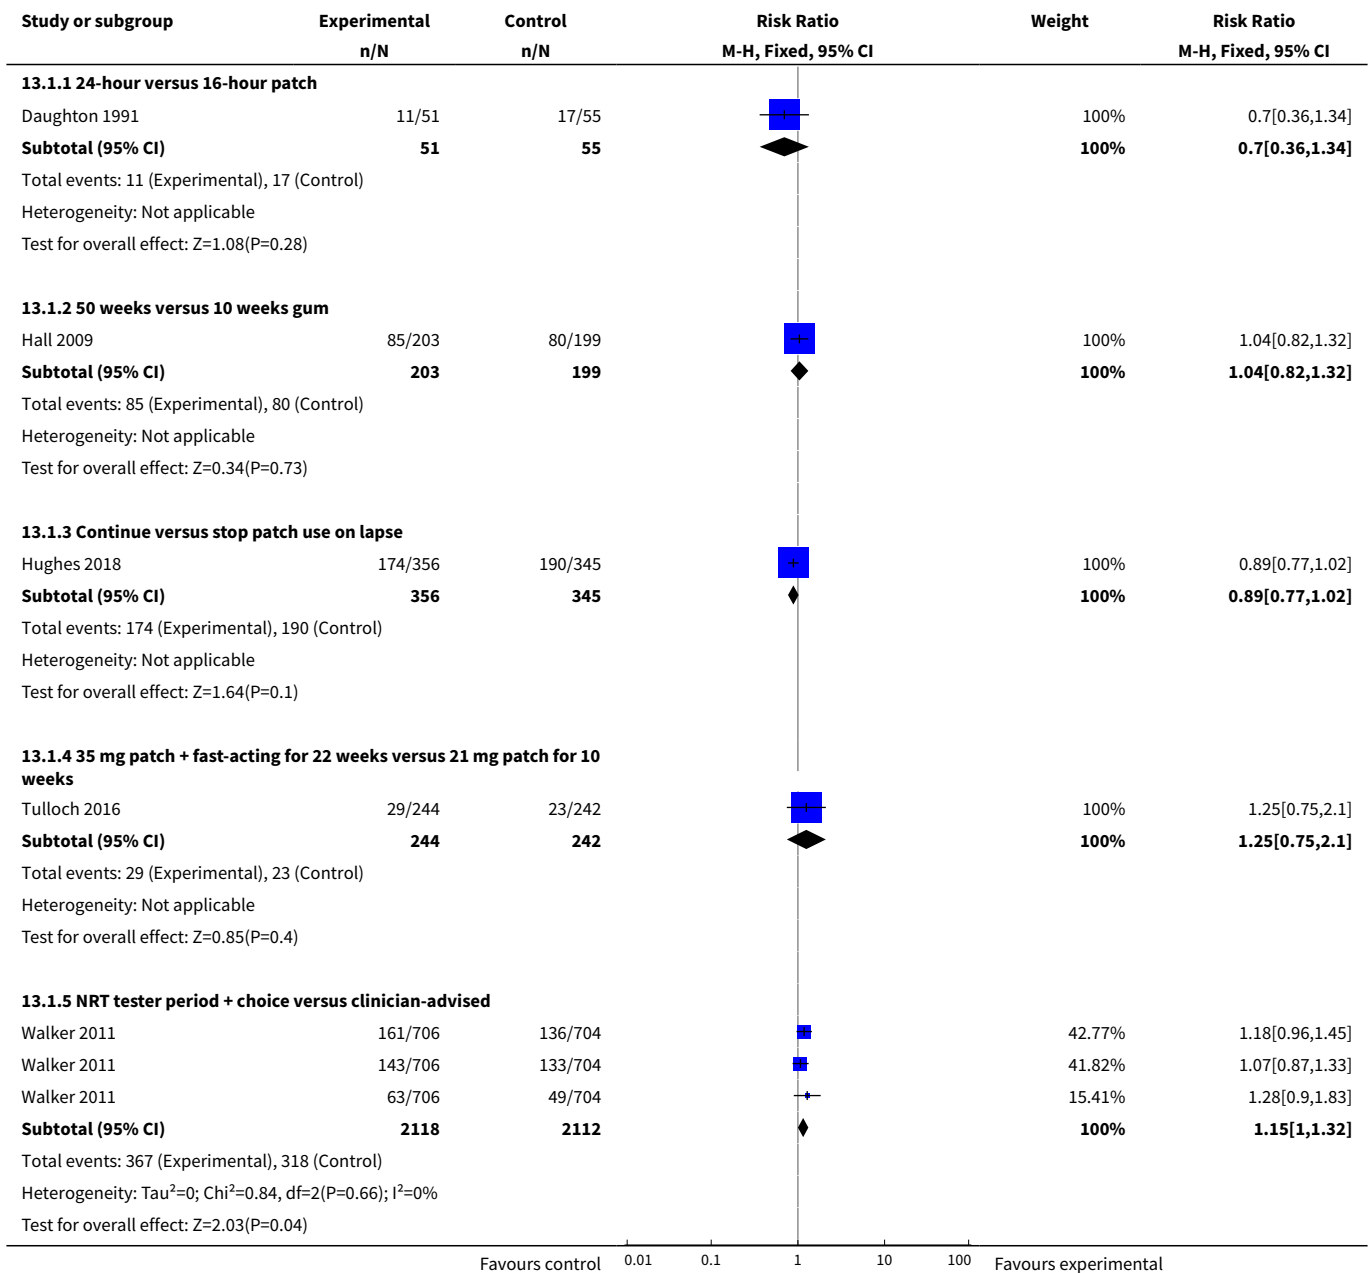 Study or subgroup Experimental Control Risk Ratio Weight Risk Ratio
n/N n/N M-H, Fixed, 95% CI M-H, Fixed, 95% CI
13.1.1 24-hour versus 16-hour patch
Daughton 1991 11/51 17/55 100% 0.7[0.36,1.34]
Subtotal (95% CI) 51 55 100% 0.7[0.36,1.34]
Total events: 11 (Experimental), 17 (Control)
Heterogeneity: Not applicable
Test for overall effect: Z=1.08(P=0.28)
13.1.2 50 weeks versus 10 weeks gum
Hall 2009 85/203 80/199 100% 1.04[0.82,1.32]
Subtotal (95% CI) 203 199 100% 1.04[0.82,1.32]
Total events: 85 (Experimental), 80 (Control)
Heterogeneity: Not applicable
Test for overall effect: Z=0.34(P=0.73)
13.1.3 Continue versus stop patch use on lapse
Hughes 2018 174/356 190/345 100% 0.89[0.77,1.02]
Subtotal (95% CI) 356 345 100% 0.89[0.77,1.02]
Total events: 174 (Experimental), 190 (Control)
Heterogeneity: Not applicable
Test for overall effect: Z=1.64(P=0.1)
13.1.4 35 mg patch + fast-acting for 22 weeks versus 21 mg patch for 10
weeks
Tulloch 2016 29/244 23/242 100% 1.25[0.75,2.1]
Subtotal (95% CI) 244 242 100% 1.25[0.75,2.1]
Total events: 29 (Experimental), 23 (Control)
Heterogeneity: Not applicable
Test for overall effect: Z=0.85(P=0.4)
13.1.5 NRT tester period + choice versus clinician-advised
Walker 2011 161/706 136/704 42.77% 1.18[0.96,1.45]
Walker 2011 143/706 133/704 41.82% 1.07[0.87,1.33]
Walker 2011 63/706 49/704 15.41% 1.28[0.9,1.83]
Subtotal (95% CI) 2118 2112 100% 1.15[1,1.32]
Total events: 367 (Experimental), 318 (Control)
Heterogeneity: Tau²=0; Chi²=0.84, df=2(P=0.66); I²=0%
Test for overall effect: Z=2.03(P=0.04)
Favours control 0.01 0.1 1 10 100 Favours experimental